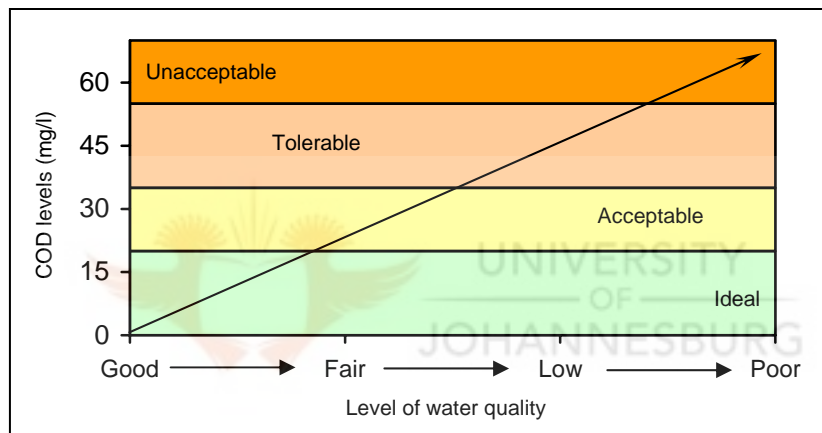 Unacceptable
60
Tolerable
45
COD levels (mg/l)
30
Acceptable
15
UNIVERSITY
OF
JOHANNESBURG
Ideal
0
Good Fair Low Poor
Level of water quality